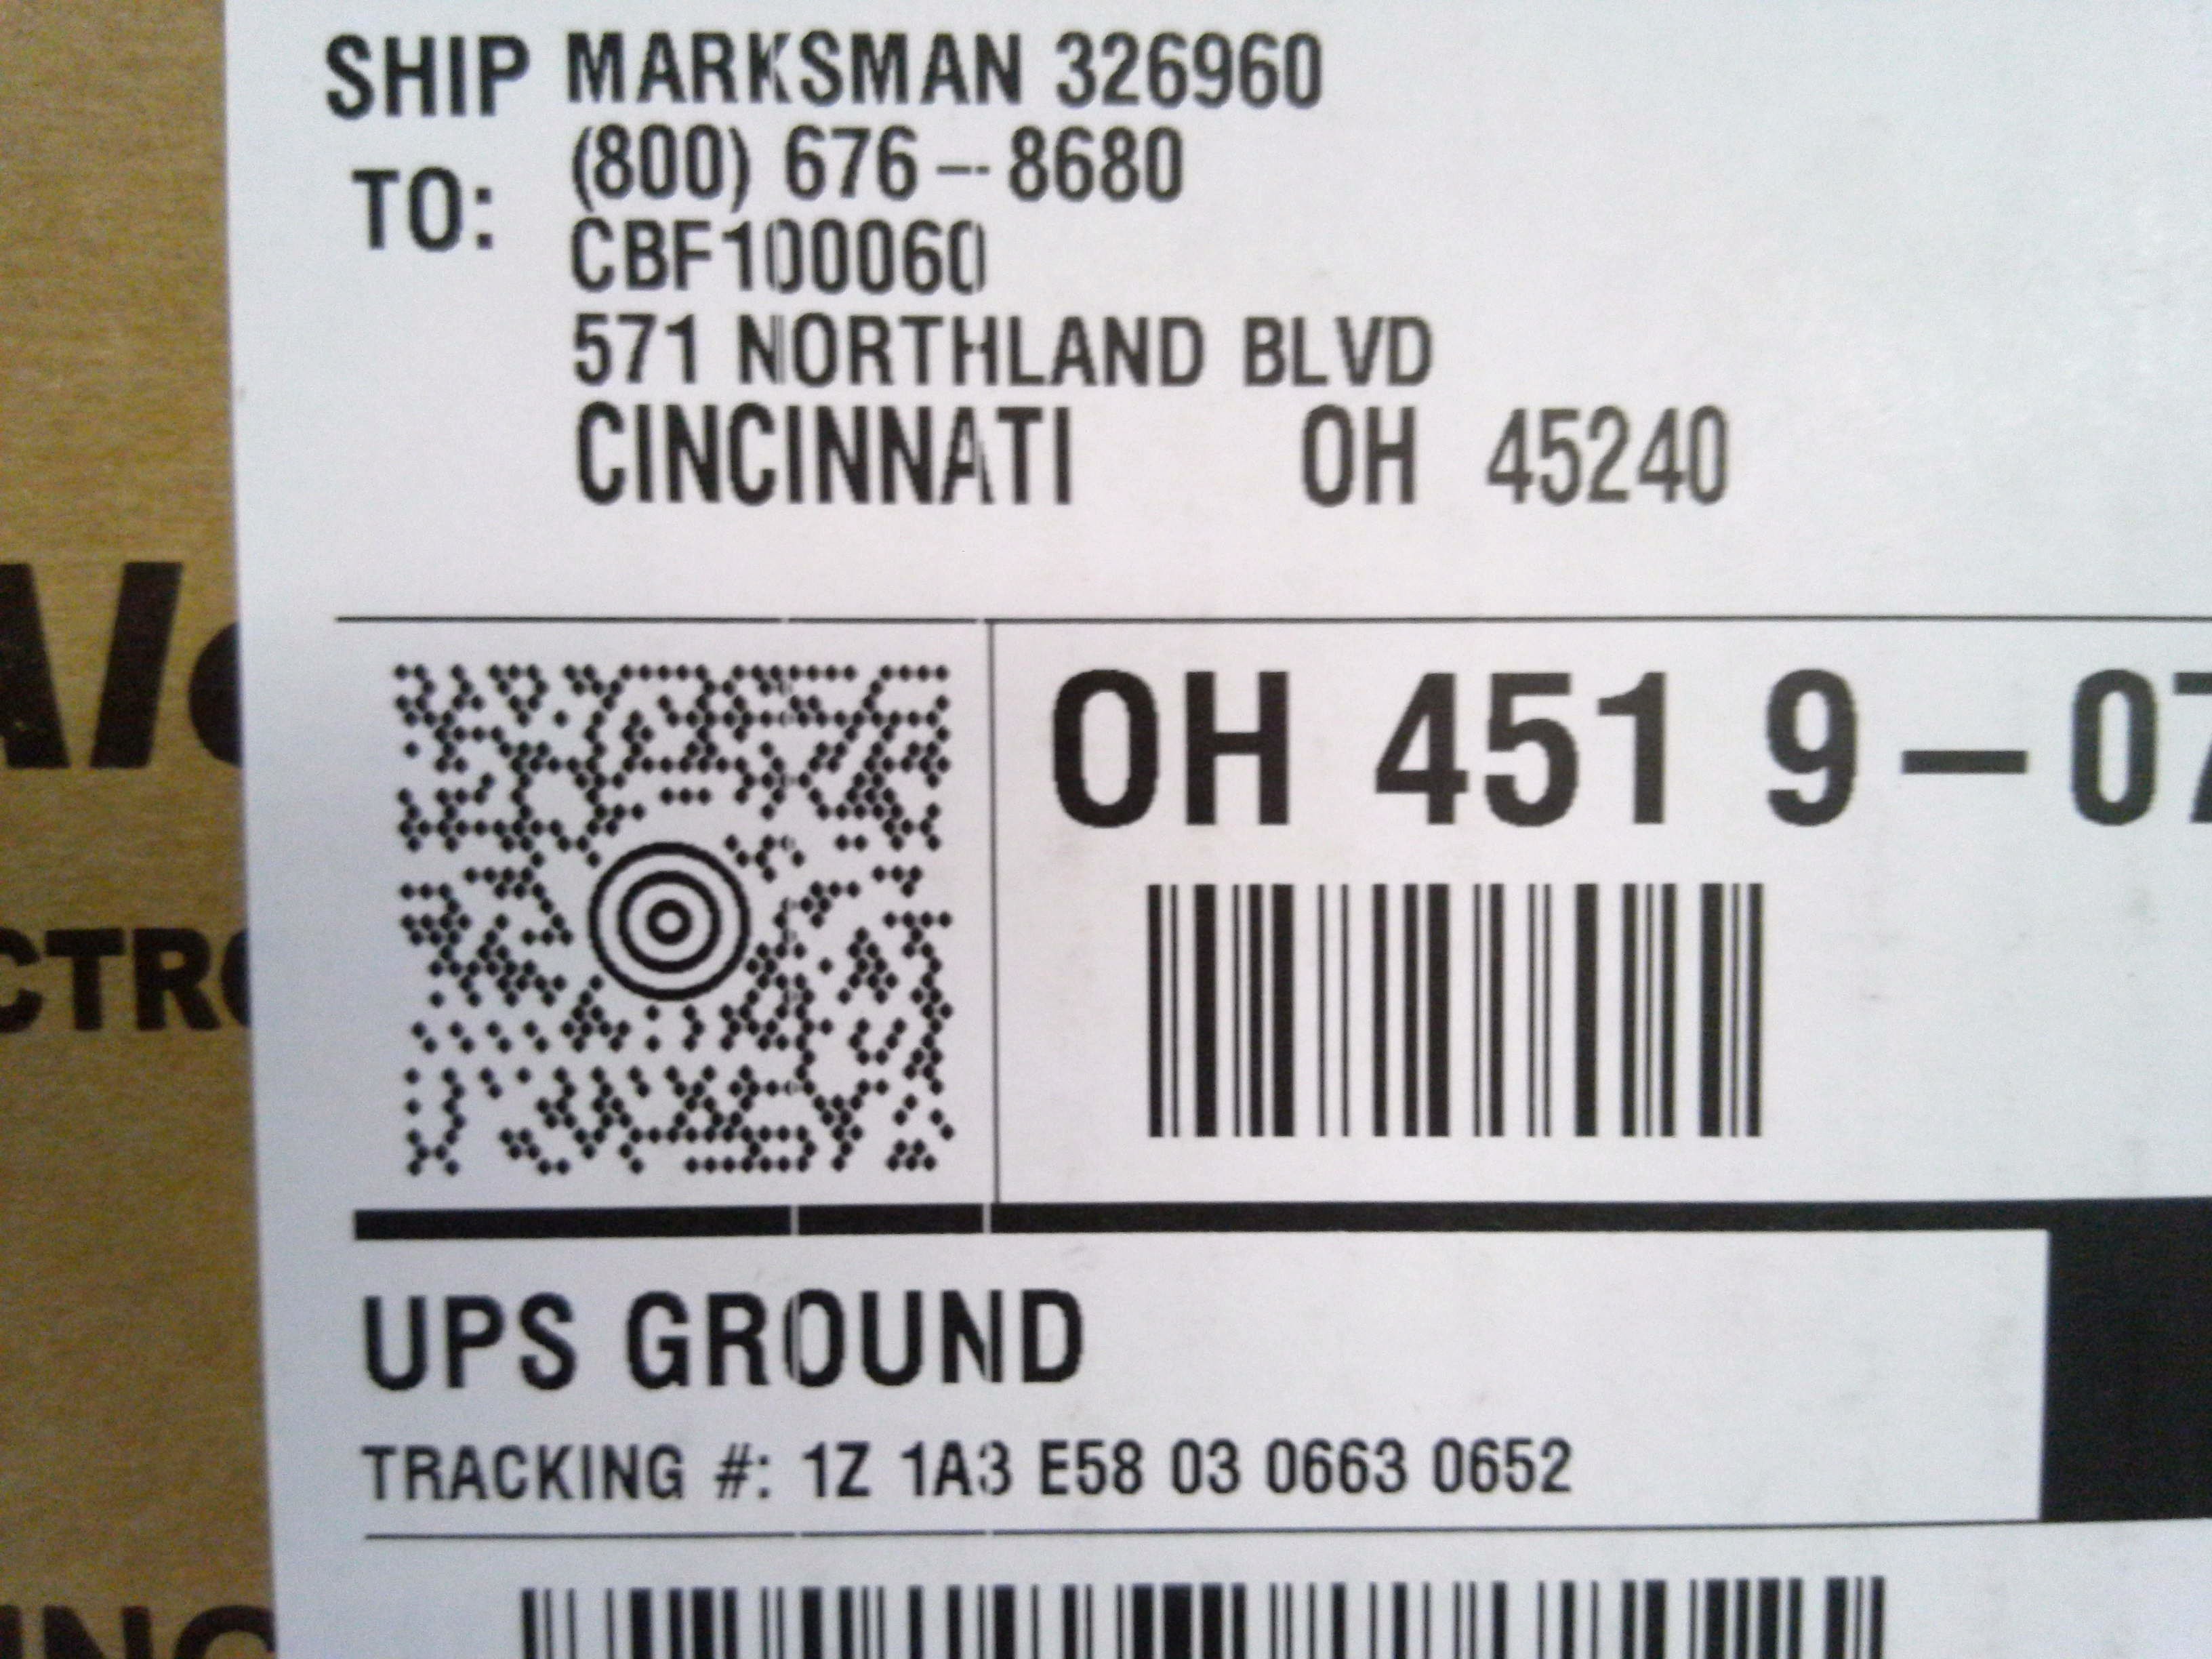 SHIP MARKSMAN 326960
TO: (800) 676-8680
CBF100060
571 NORTHLAND BLVD
CINCINNATI OH 45240
OH 451 9-07
UPS GROUND
TRACKING #: 1Z 1A3 E58 03 0663 0652
CTRO